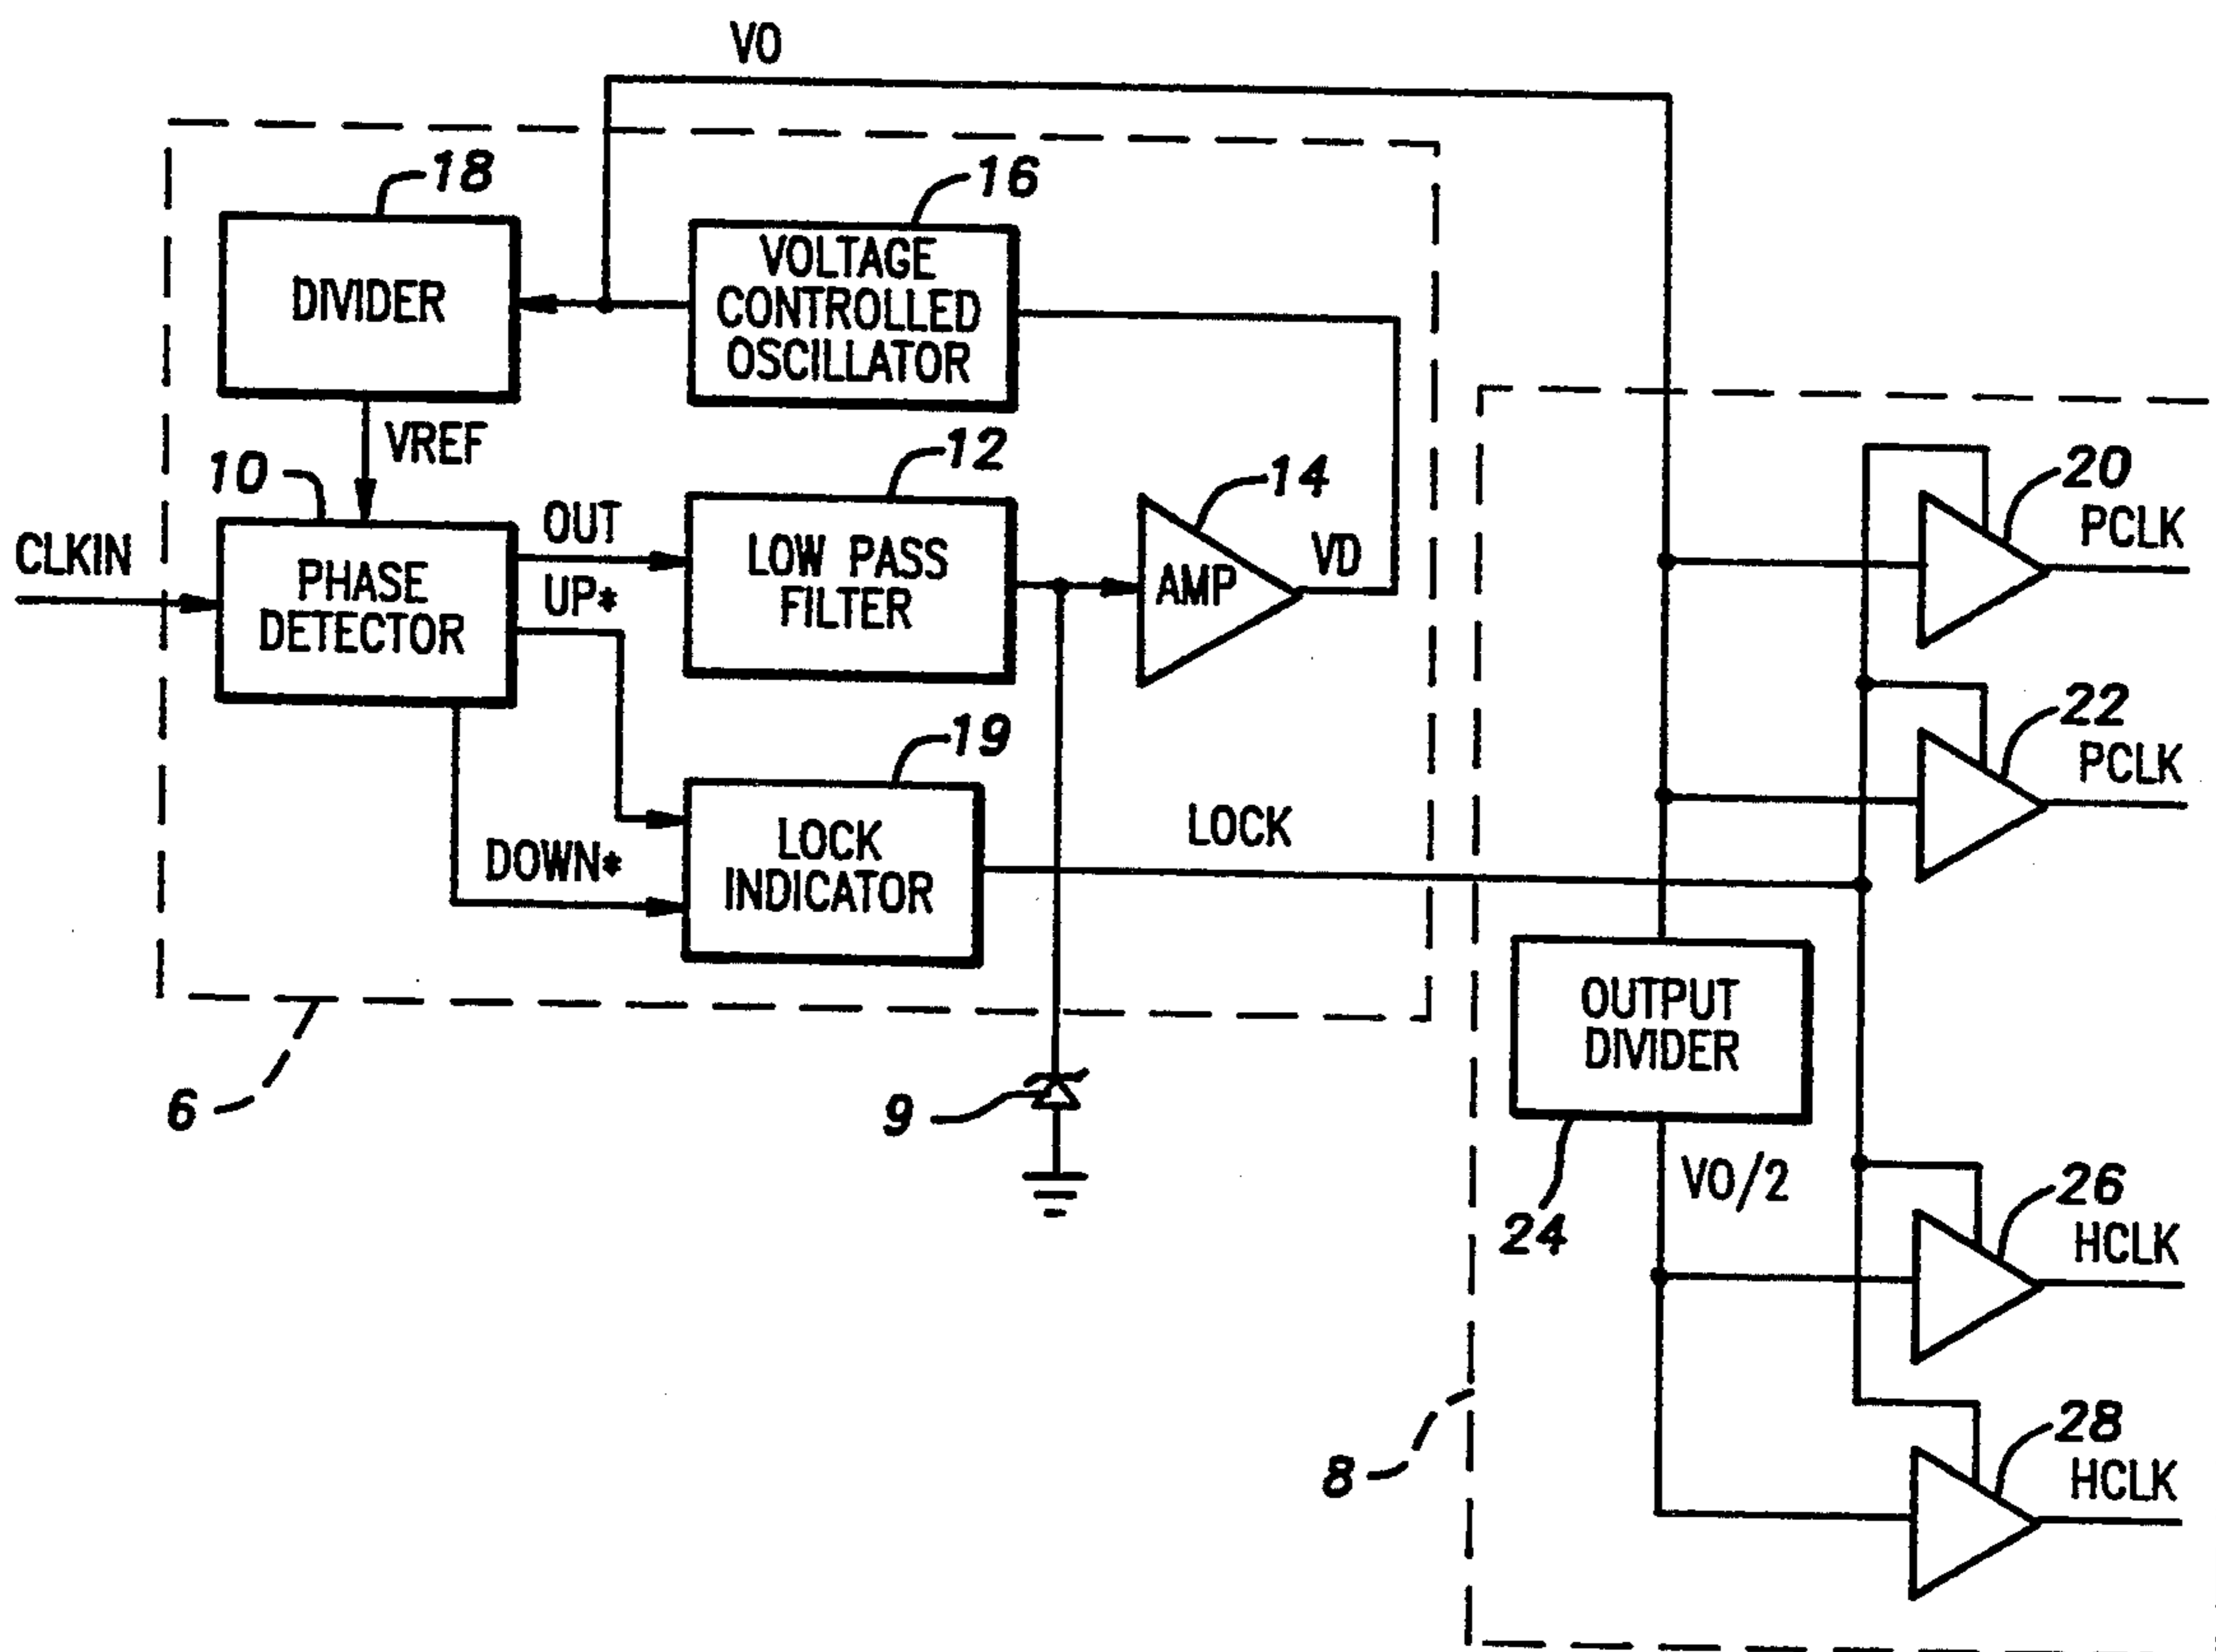 VO
18
16
DIVIDER
VOLTAGE
CONTROLLED
OSCILLATOR
VREF
10
12
14
20
PCLK
CLKIN
PHASE
DETECTOR
OUT
UP*
LOW PASS
FILTER
AMP
VD
22
PCLK
19
DOWN*
LOCK
INDICATOR
LOCK
OUTPUT
DIVIDER
6
9
24
VO/2
26
HCLK
8
28
HCLK